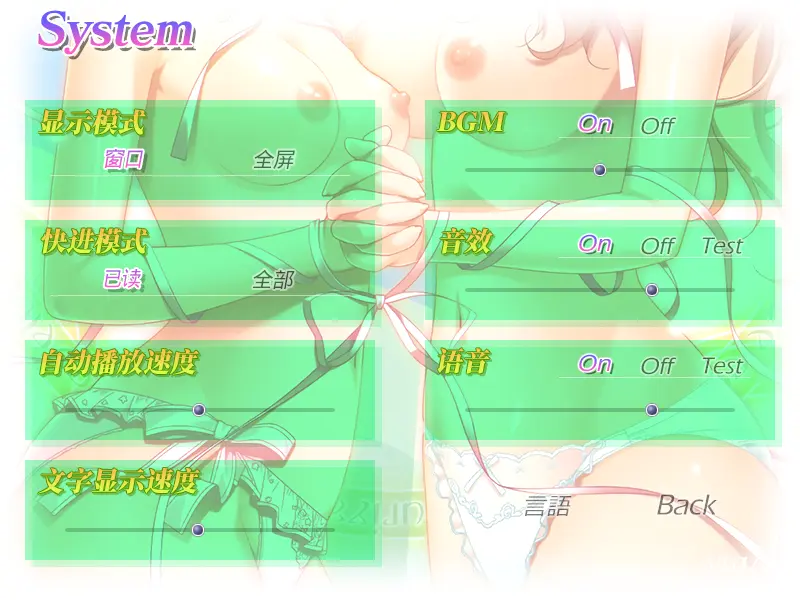 System
显示模式
窗口 全屏
快进模式
已读 全部
自动播放速度
文字显示速度
BGM On Off
音效 On Off Test
语音 On Off Test
言語 Back